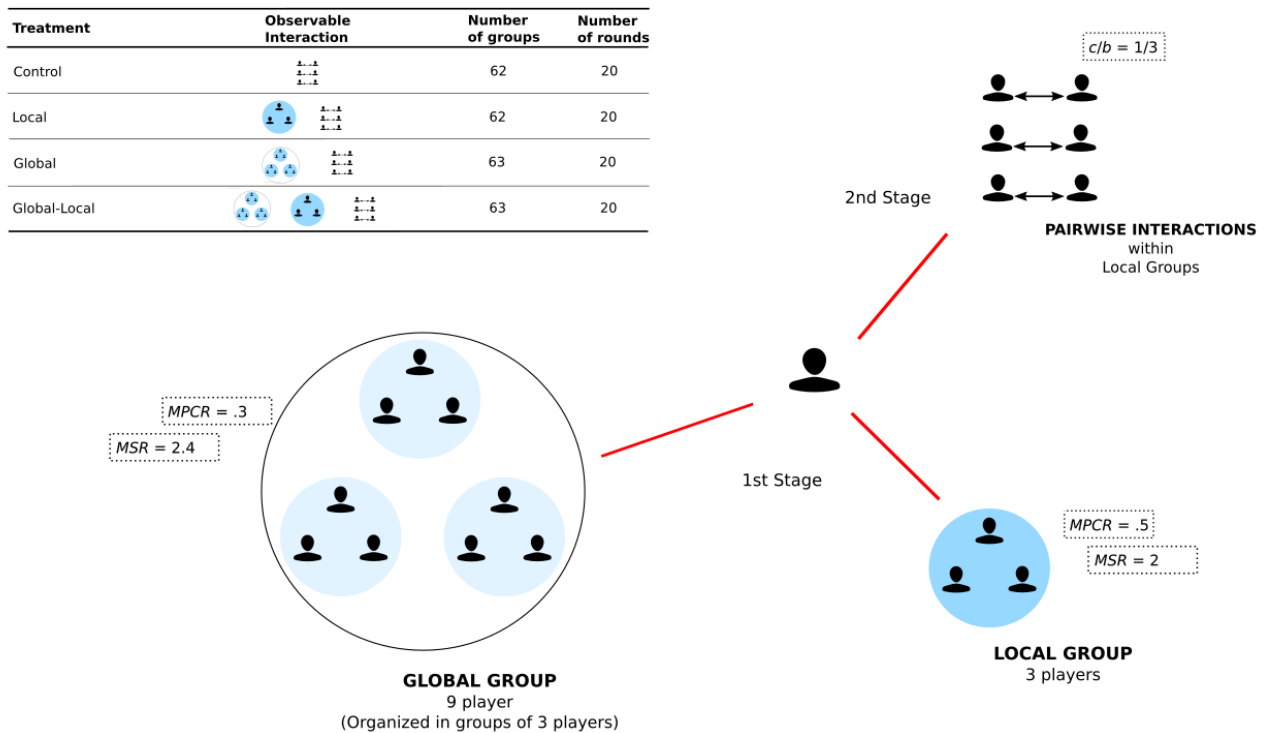 Treatment Observable Interaction Number of groups Number of rounds
Control 62 20
Local 62 20
Global 63 20
Global-Local 63 20
c/b = 1/3
2nd Stage
PAIRWISE INTERACTIONS
within
Local Groups
MPCR = .3
MSR = 2.4
1st Stage
MPCR = .5
MSR = 2
LOCAL GROUP
3 players
GLOBAL GROUP
9 player
(Organized in groups of 3 players)